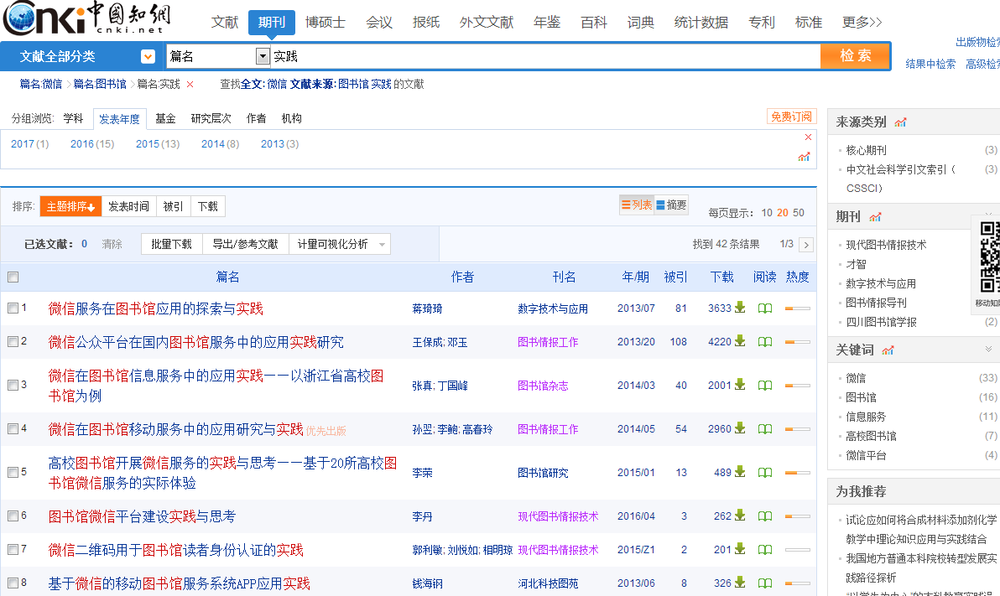 Cnki中国知網
cnki.net
文献 期刊 博硕士 会议 报纸 外文文献 年鉴 百科 词典 统计数据 专利 标准 更多>>
文献全部分类 篇名 实践 检索
出版物检索
结果中检索 高级检索
篇名:微信 > 篇名:图书馆 > 篇名:实践 × 查找全文:微信 文献来源:图书馆 实践 的文献
分组浏览: 学科 发表年度 基金 研究层次 作者 机构 免费订阅
2017(1) 2016(15) 2015(13) 2014(8) 2013(3)
排序: 主题排序↓ 发表时间 被引 下载 列表 摘要 每页显示: 10 20 50
已选文献: 0 清除 批量下载 导出/参考文献 计量可视化分析 找到 42 条结果 1/3 >
篇名 作者 刊名 年/期 被引 下载 阅读 热度
1 微信服务在图书馆应用的探索与实践 蒋琦琦 数字技术与应用 2013/07 81 3633
2 微信公众平台在国内图书馆服务中的应用实践研究 王保成; 邓玉 图书情报工作 2013/20 108 4220
3 微信在图书馆信息服务中的应用实践——以浙江省高校图
书馆为例 张真; 丁国峰 图书馆杂志 2014/03 40 2001
4 微信在图书馆移动服务中的应用研究与实践 优先出版 孙翌; 李鲍; 高春玲 图书情报工作 2014/05 54 2960
5 高校图书馆开展微信服务的实践与思考——基于20所高校图
书馆微信服务的实际体验 李荣 图书馆研究 2015/01 13 489
6 图书馆微信平台建设实践与思考 李丹 现代图书情报技术 2016/04 3 262
7 微信二维码用于图书馆读者身份认证的实践 郭利敏; 刘悦如; 相明琼 现代图书情报技术 2015/Z1 2 201
8 基于微信的移动图书馆服务系统APP应用实践 钱海钢 河北科技图苑 2013/06 8 326
来源类别
核心期刊 (3)
中文社会科学引文索引( (3)
CSSCI)
期刊
现代图书情报技术
才智
数字技术与应用
图书情报导刊
四川图书馆学报 (2)
移动知网
关键词
微信 (33)
图书馆 (16)
信息服务 (11)
高校图书馆 (7)
微信平台 (4)
为我推荐
试论应如何将合成材料添加剂化学
教学中理论知识应用与实践结合
我国地方普通本科院校转型发展实
践路径探析